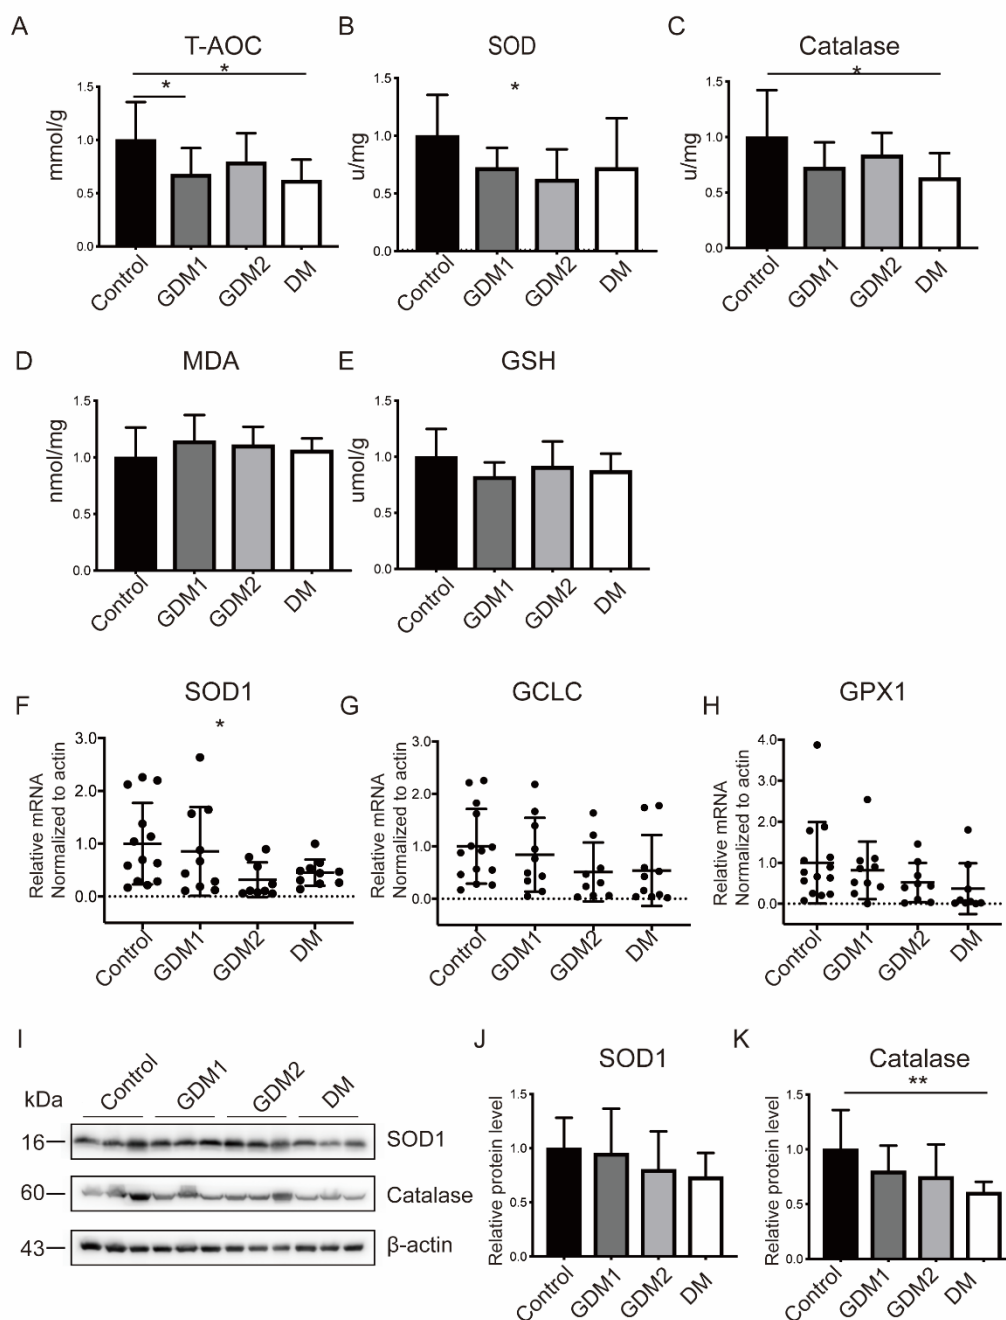 A
T-AOC
*
*
mmol/g
1.5
1.0
0.5
0.0
Control
GDM1
GDM2
DM
B
SOD
*
u/mg
1.5
1.0
0.5
0.0
Control
GDM1
GDM2
DM
C
Catalase
*
u/mg
1.5
1.0
0.5
0.0
Control
GDM1
GDM2
DM
D
MDA
nmol/mg
1.5
1.0
0.5
0.0
Control
GDM1
GDM2
DM
E
GSH
umol/g
1.5
1.0
0.5
0.0
Control
GDM1
GDM2
DM
F
SOD1
*
Relative mRNA
Normalized to actin
3.0
2.0
1.0
0.0
Control
GDM1
GDM2
DM
G
GCLC
Relative mRNA
Normalized to actin
3.0
2.0
1.0
0.0
Control
GDM1
GDM2
DM
H
GPX1
Relative mRNA
Normalized to actin
4.0
3.0
2.0
1.0
0.0
Control
GDM1
GDM2
DM
I
kDa
Control
GDM1
GDM2
DM
16
SOD1
60
Catalase
43
β-actin
J
SOD1
Relative protein level
1.5
1.0
0.5
0.0
Control
GDM1
GDM2
DM
K
Catalase
**
Relative protein level
1.5
1.0
0.5
0.0
Control
GDM1
GDM2
DM